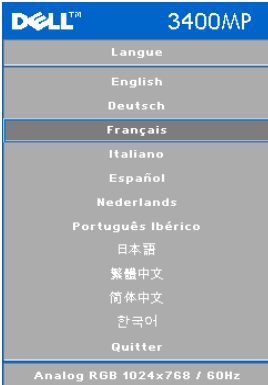 DELL™ 3400MP
Langue
English
Deutsch
Français
Italiano
Español
Nederlands
Português Ibérico
日本語
繁體中文
简体中文
한국어
Quitter
Analog RGB 1024x768 / 60Hz